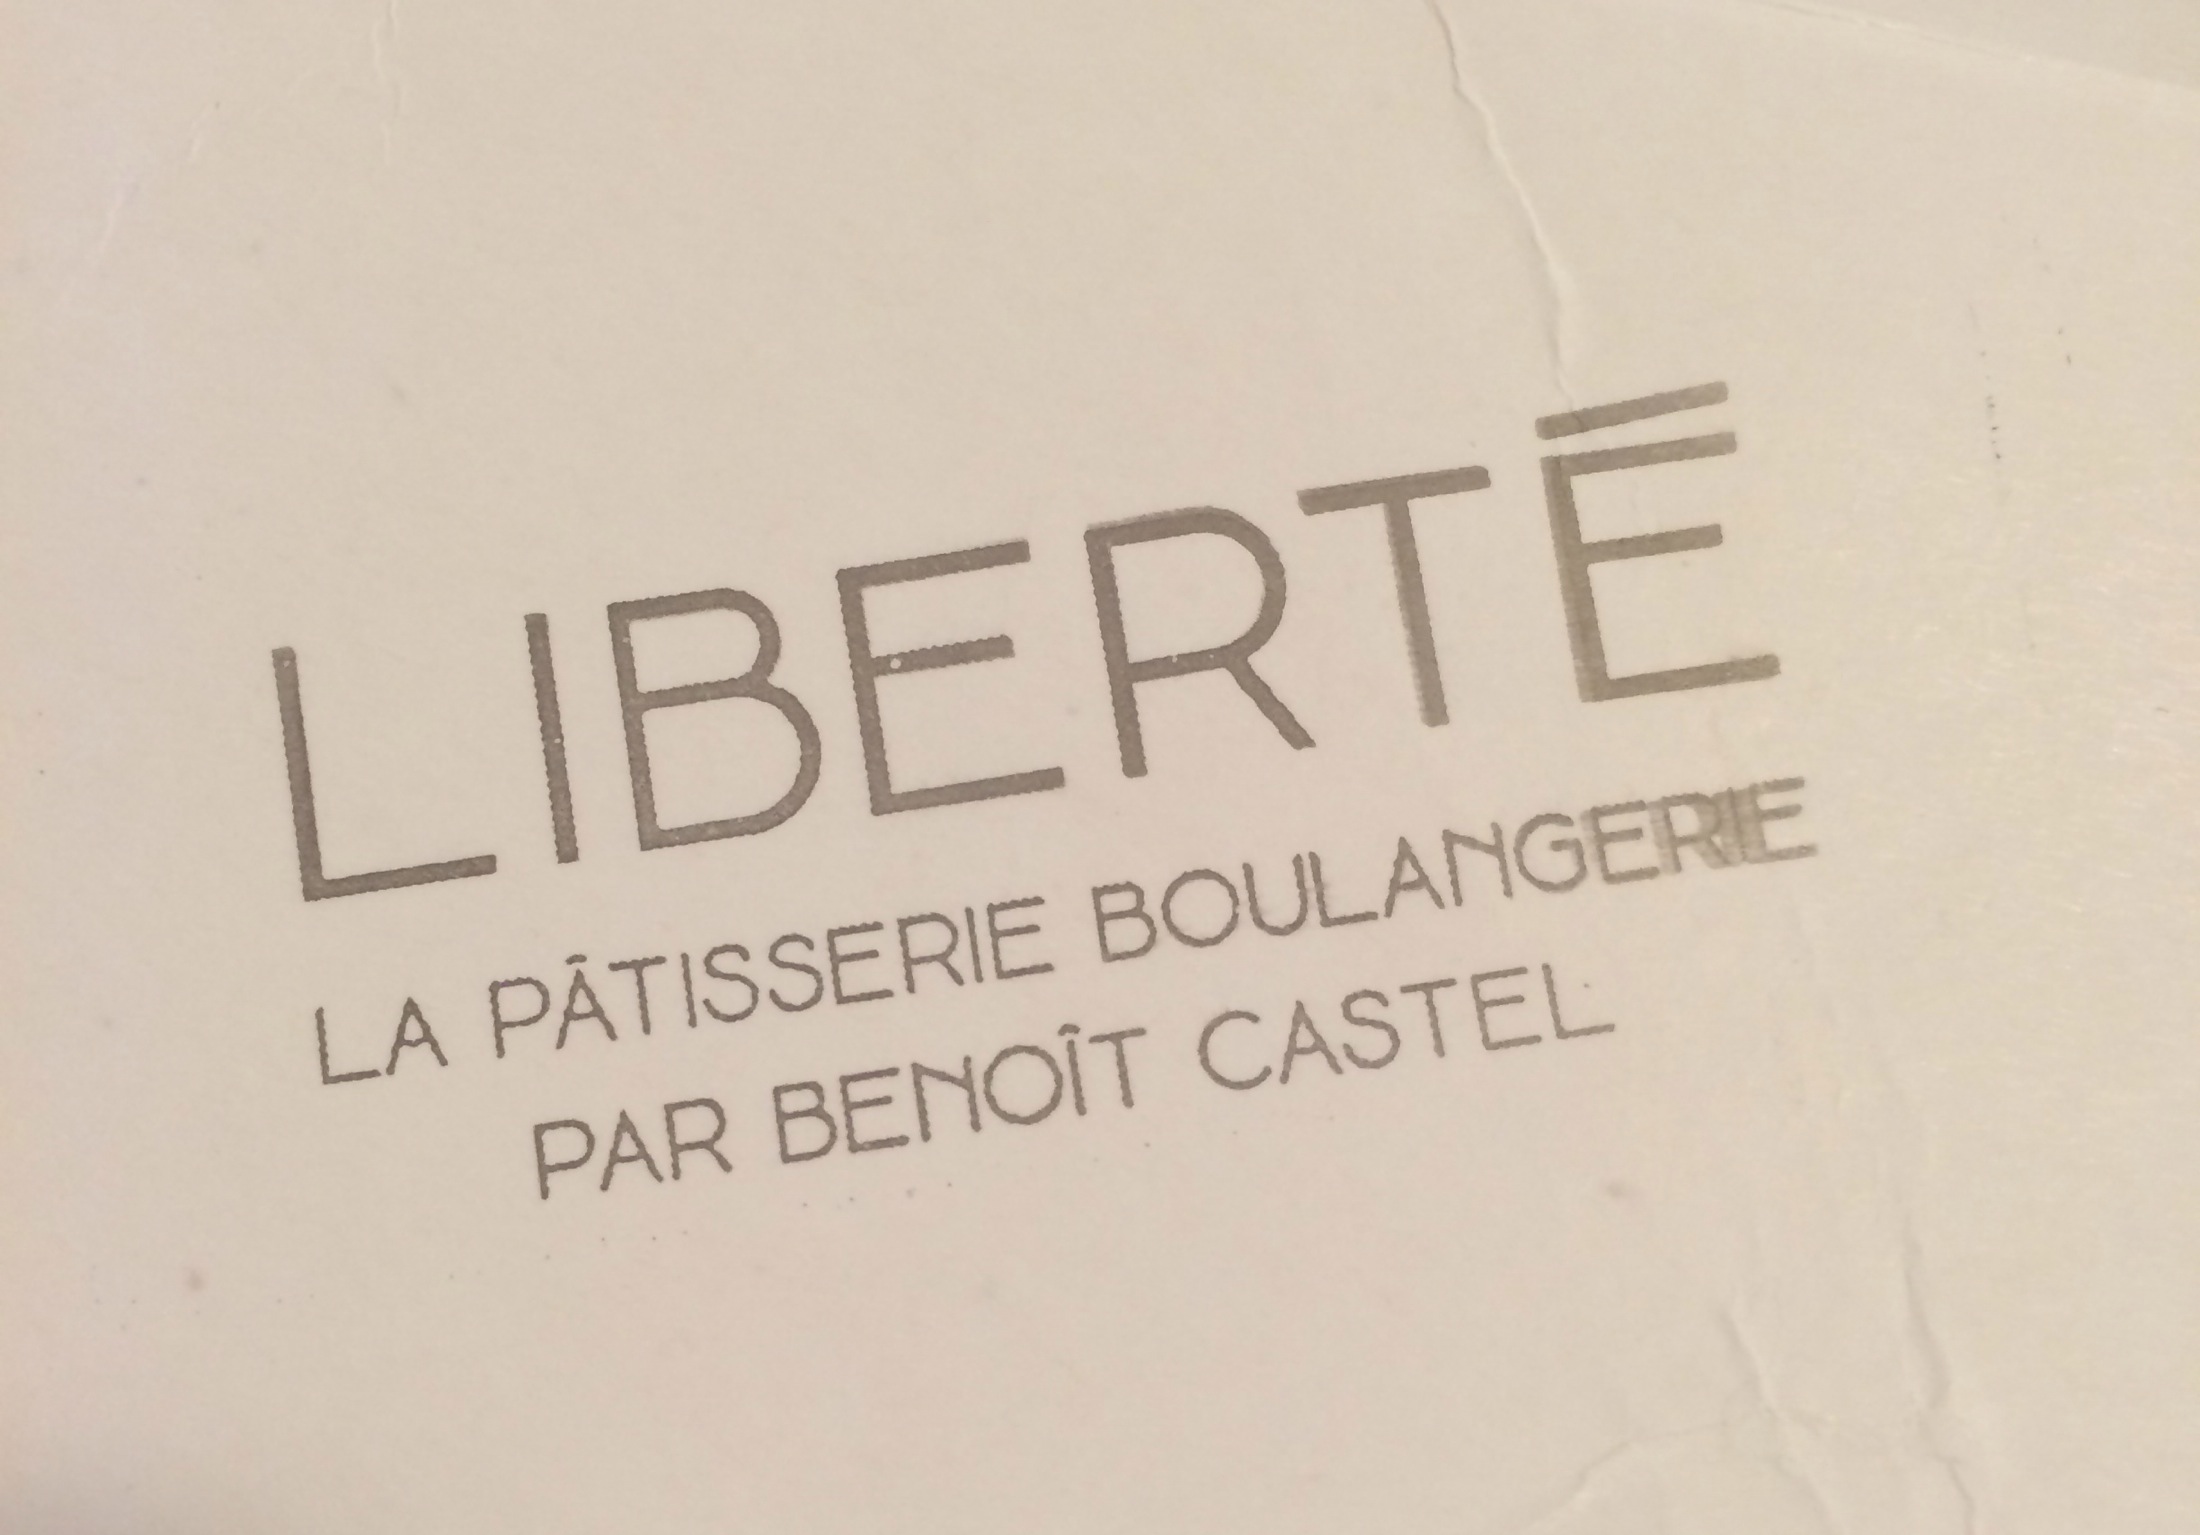 LIBERTÉ
LA PÂTISSERIE BOULANGERIE
PAR BENOÎT CASTEL